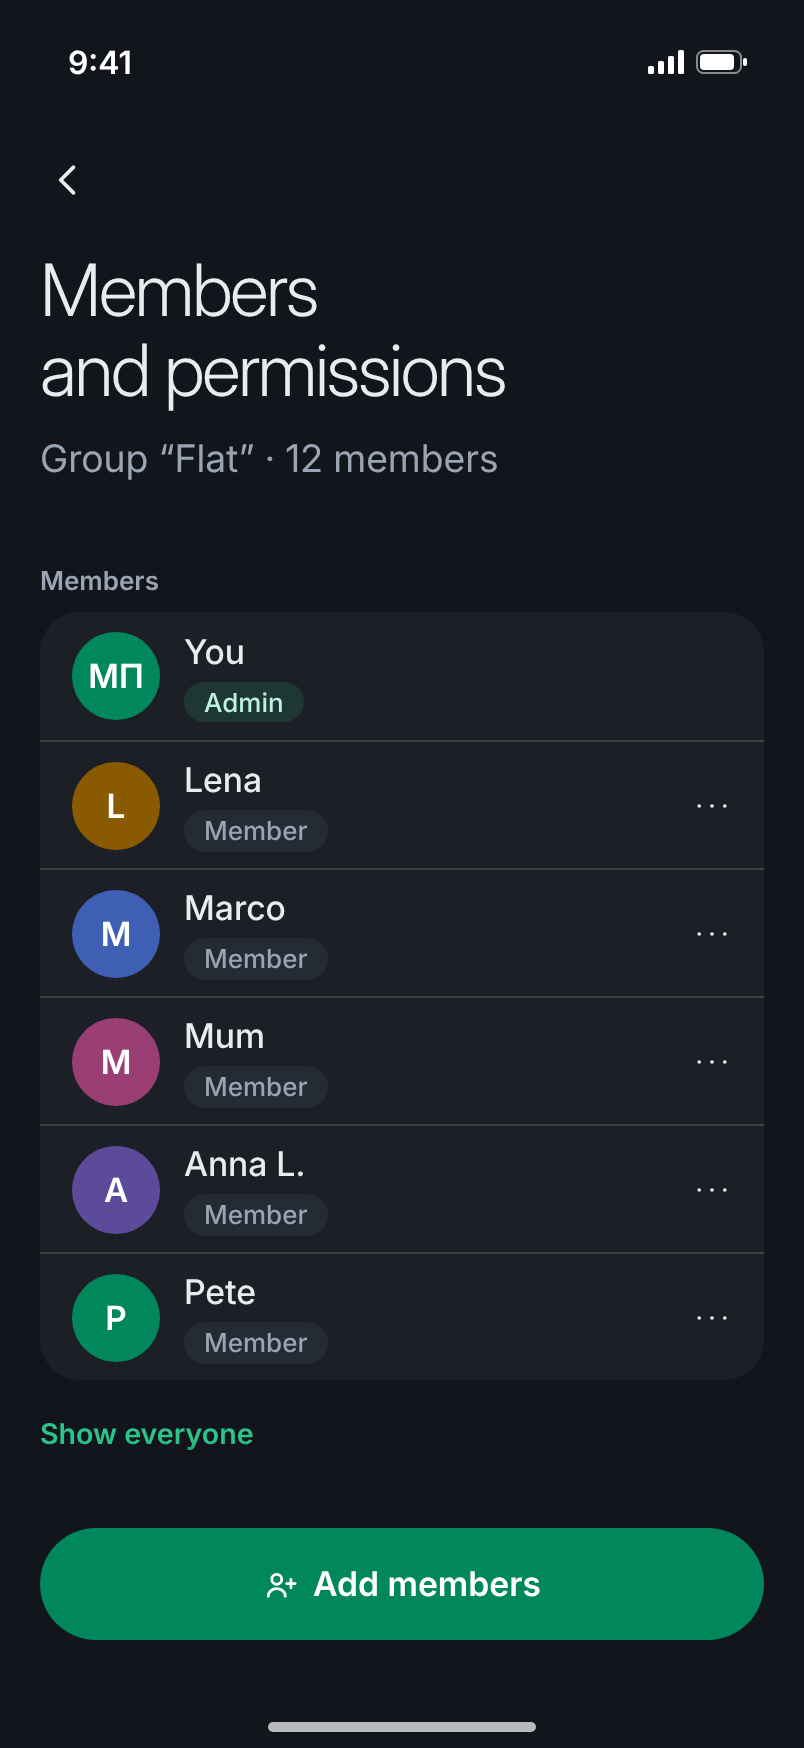 9:41
Members
and permissions
Group “Flat” · 12 members
Members
МП
You
Admin
L
Lena
Member
M
Marco
Member
M
Mum
Member
A
Anna L.
Member
P
Pete
Member
Show everyone
Add members